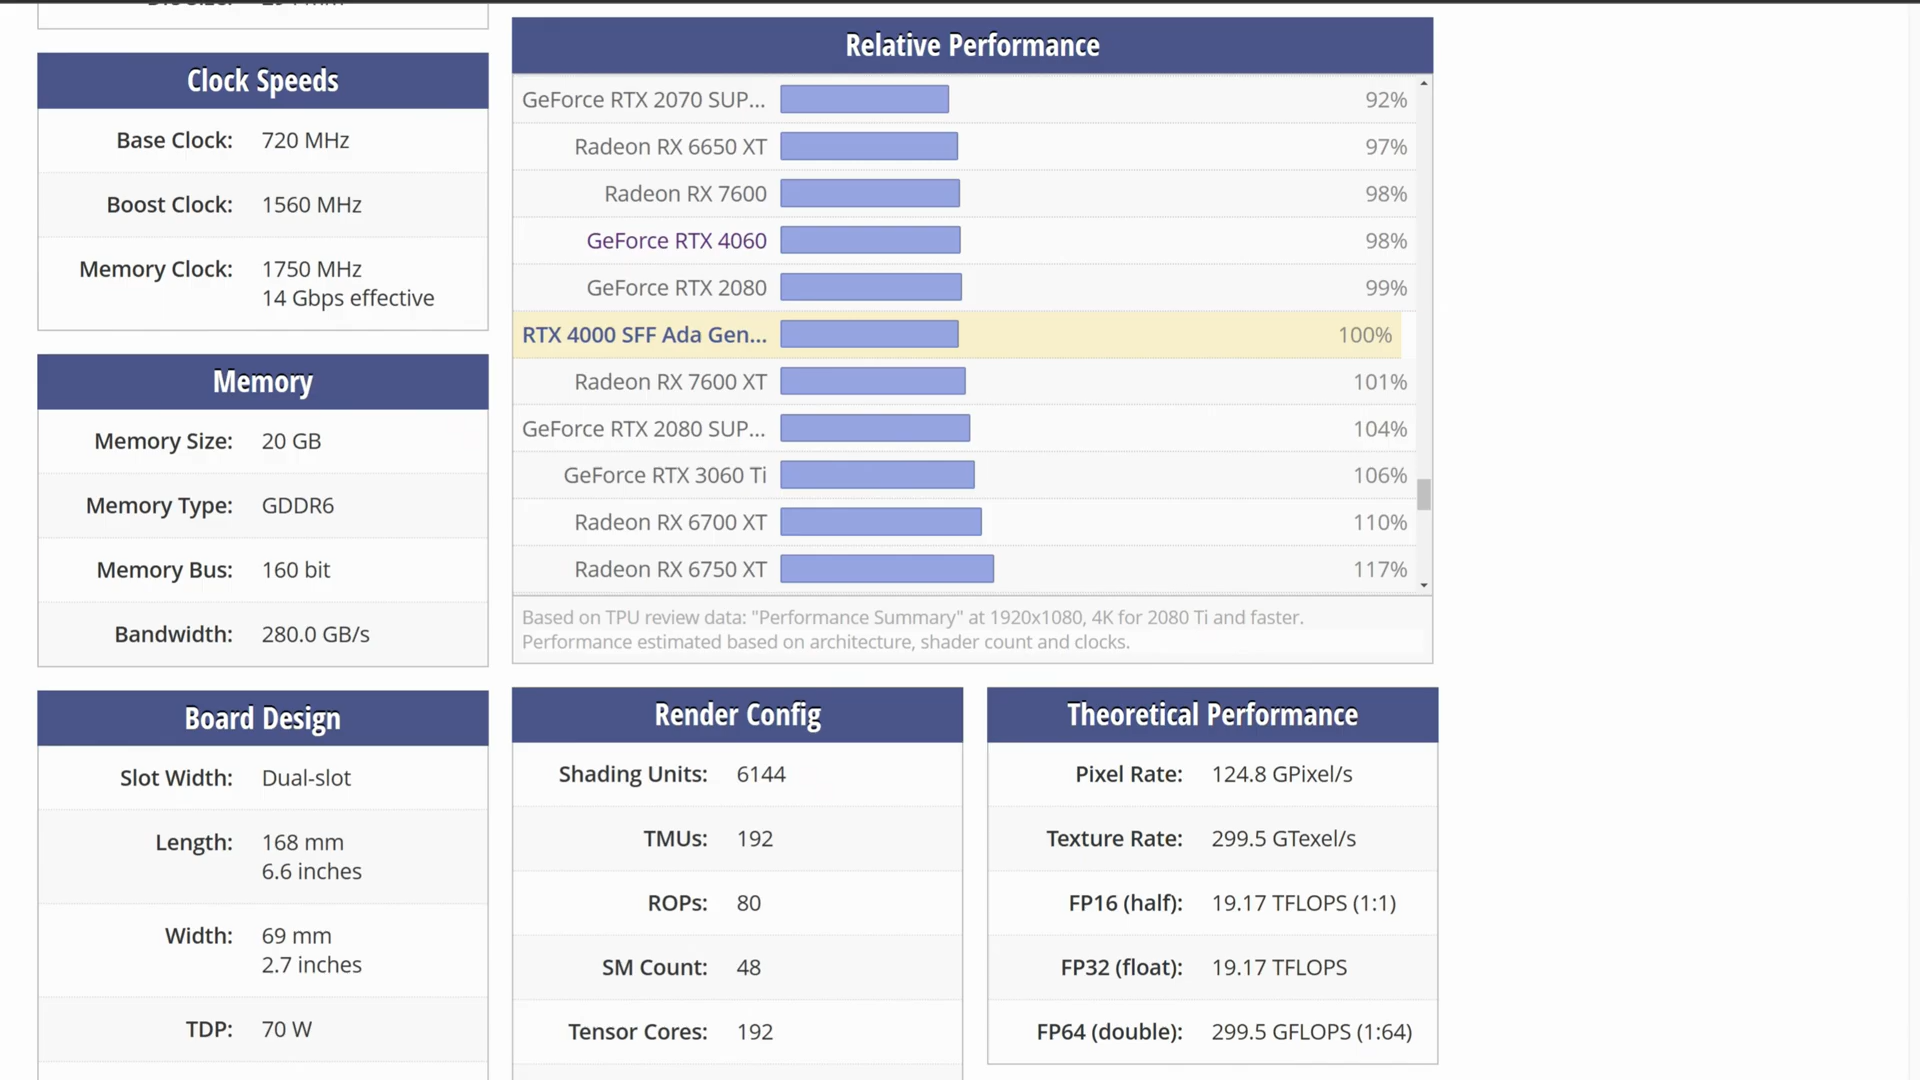 Clock Speeds
Base Clock: 720 MHz
Boost Clock: 1560 MHz
Memory Clock: 1750 MHz
14 Gbps effective
Memory
Memory Size: 20 GB
Memory Type: GDDR6
Memory Bus: 160 bit
Bandwidth: 280.0 GB/s
Board Design
Slot Width: Dual-slot
Length: 168 mm
6.6 inches
Width: 69 mm
2.7 inches
TDP: 70 W
Relative Performance
GeForce RTX 2070 SUP... 92%
Radeon RX 6650 XT 97%
Radeon RX 7600 98%
GeForce RTX 4060 98%
GeForce RTX 2080 99%
RTX 4000 SFF Ada Gen... 100%
Radeon RX 7600 XT 101%
GeForce RTX 2080 SUP... 104%
GeForce RTX 3060 Ti 106%
Radeon RX 6700 XT 110%
Radeon RX 6750 XT 117%
Based on TPU review data: "Performance Summary" at 1920x1080, 4K for 2080 Ti and faster.
Performance estimated based on architecture, shader count and clocks.
Render Config
Shading Units: 6144
TMUs: 192
ROPs: 80
SM Count: 48
Tensor Cores: 192
Theoretical Performance
Pixel Rate: 124.8 GPixel/s
Texture Rate: 299.5 GTexel/s
FP16 (half): 19.17 TFLOPS (1:1)
FP32 (float): 19.17 TFLOPS
FP64 (double): 299.5 GFLOPS (1:64)